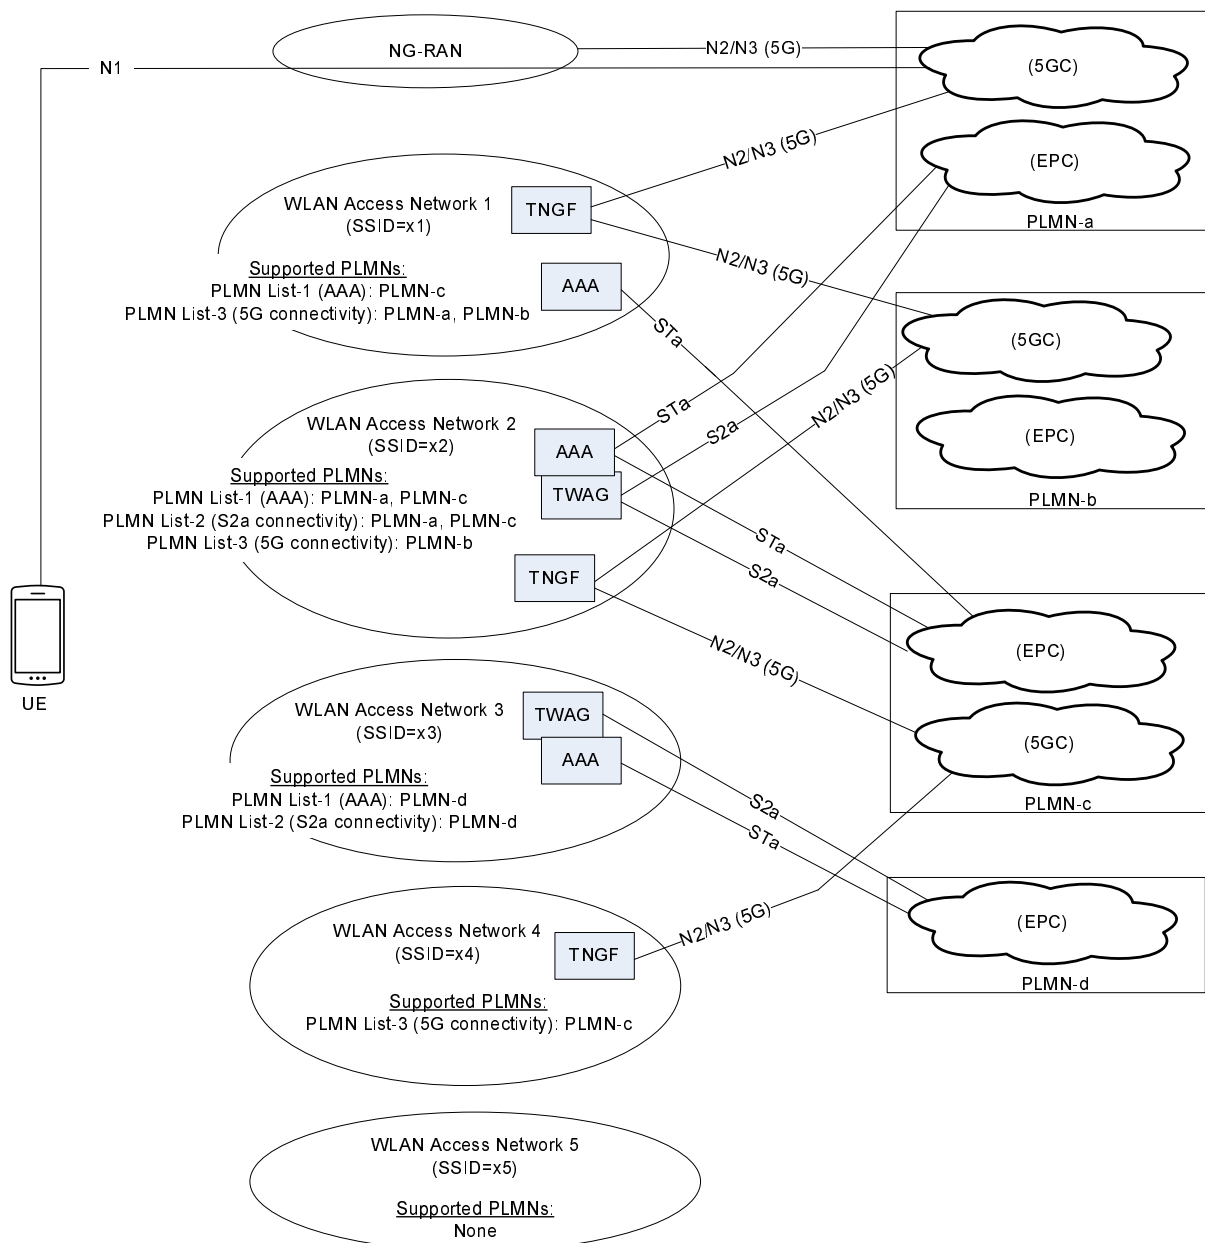 NG-RAN
N2/N3 (5G)
N1
(5GC)
(EPC)
PLMN-a
N2/N3 (5G)
WLAN Access Network 1
(SSID=x1)
TNGF
Supported PLMNs:
PLMN List-1 (AAA): PLMN-c
PLMN List-3 (5G connectivity): PLMN-a, PLMN-b
AAA
N2/N3 (5G)
STa
(5GC)
(EPC)
PLMN-b
N2/N3 (5G)
STa
S2a
WLAN Access Network 2
(SSID=x2)
AAA
TWAG
Supported PLMNs:
PLMN List-1 (AAA): PLMN-a, PLMN-c
PLMN List-2 (S2a connectivity): PLMN-a, PLMN-c
PLMN List-3 (5G connectivity): PLMN-b
TNGF
STa
S2a
N2/N3 (5G)
UE
(EPC)
(5GC)
PLMN-c
WLAN Access Network 3
(SSID=x3)
TWAG
AAA
Supported PLMNs:
PLMN List-1 (AAA): PLMN-d
PLMN List-2 (S2a connectivity): PLMN-d
S2a
STa
N2/N3 (5G)
(EPC)
PLMN-d
WLAN Access Network 4
(SSID=x4)
TNGF
Supported PLMNs:
PLMN List-3 (5G connectivity): PLMN-c
WLAN Access Network 5
(SSID=x5)
Supported PLMNs:
None